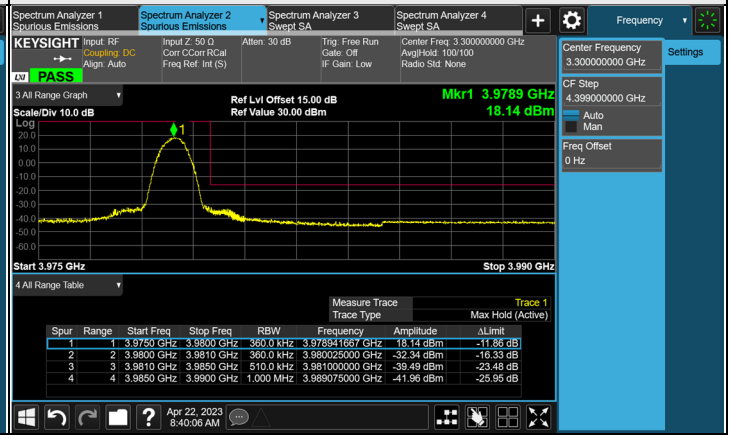 Spectrum Analyzer 1
Spurious Emissions
Spectrum Analyzer 2
Spurious Emissions
Spectrum Analyzer 3
Swept SA
Spectrum Analyzer 4
Swept SA
+
Frequency
KEYSIGHT
Input: RF
Coupling: DC
Align: Auto
Input Z: 50 Ω
Corr CCorr RCal
Freq Ref: Int (S)
Atten: 30 dB
Trig: Free Run
Gate: Off
IF Gain: Low
Center Freq: 3.300000000 GHz
Avg|Hold: 100/100
Radio Std: None
LXI
PASS
Center Frequency
3.300000000 GHz
Settings
CF Step
4.399000000 GHz
Auto
Man
Freq Offset
0 Hz
3 All Range Graph
Scale/Div 10.0 dB
Ref Lvl Offset 15.00 dB
Ref Value 30.00 dBm
Mkr1 3.9789 GHz
18.14 dBm
Log
20.0
10.0
0.00
-10.0
-20.0
-30.0
-40.0
-50.0
-60.0
1
Start 3.975 GHz
Stop 3.990 GHz
4 All Range Table
Measure Trace Trace 1
Trace Type Max Hold (Active)
Spur Range Start Freq Stop Freq RBW Frequency Amplitude ΔLimit
1 1 3.9750 GHz 3.9800 GHz 360.0 kHz 3.978941667 GHz 18.14 dBm -11.86 dB
2 2 3.9800 GHz 3.9810 GHz 360.0 kHz 3.980025000 GHz -32.34 dBm -16.33 dB
3 3 3.9810 GHz 3.9850 GHz 510.0 kHz 3.981000000 GHz -39.49 dBm -23.48 dB
4 4 3.9850 GHz 3.9900 GHz 1.000 MHz 3.989075000 GHz -41.96 dBm -25.95 dB
?
Apr 22, 2023
8:40:06 AM